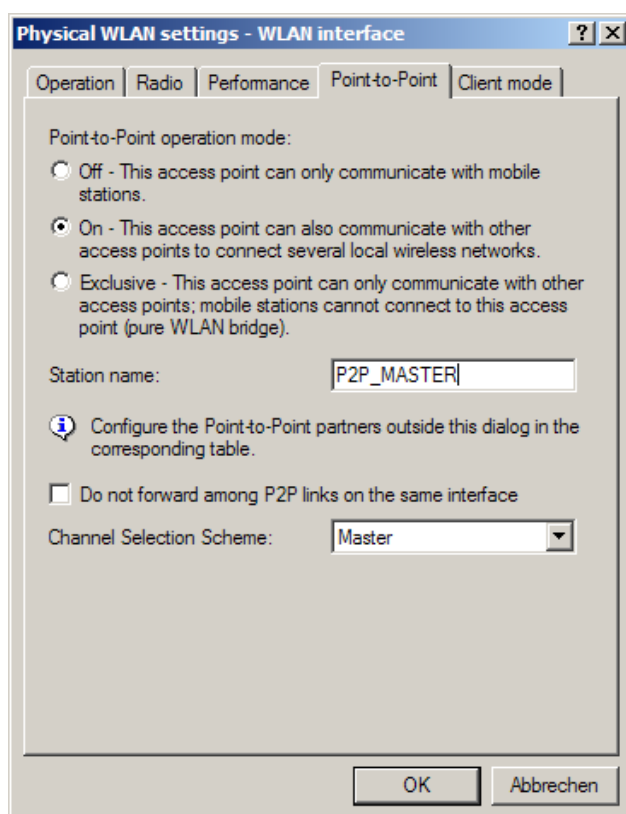 Physical WLAN settings - WLAN interface
Operation Radio Performance Point-to-Point Client mode
Point-to-Point operation mode:
Off - This access point can only communicate with mobile
stations.
On - This access point can also communicate with other
access points to connect several local wireless networks.
Exclusive - This access point can only communicate with other
access points; mobile stations cannot connect to this access
point (pure WLAN bridge).
Station name: P2P_MASTER
Configure the Point-to-Point partners outside this dialog in the
corresponding table.
Do not forward among P2P links on the same interface
Channel Selection Scheme: Master
OK Abbrechen